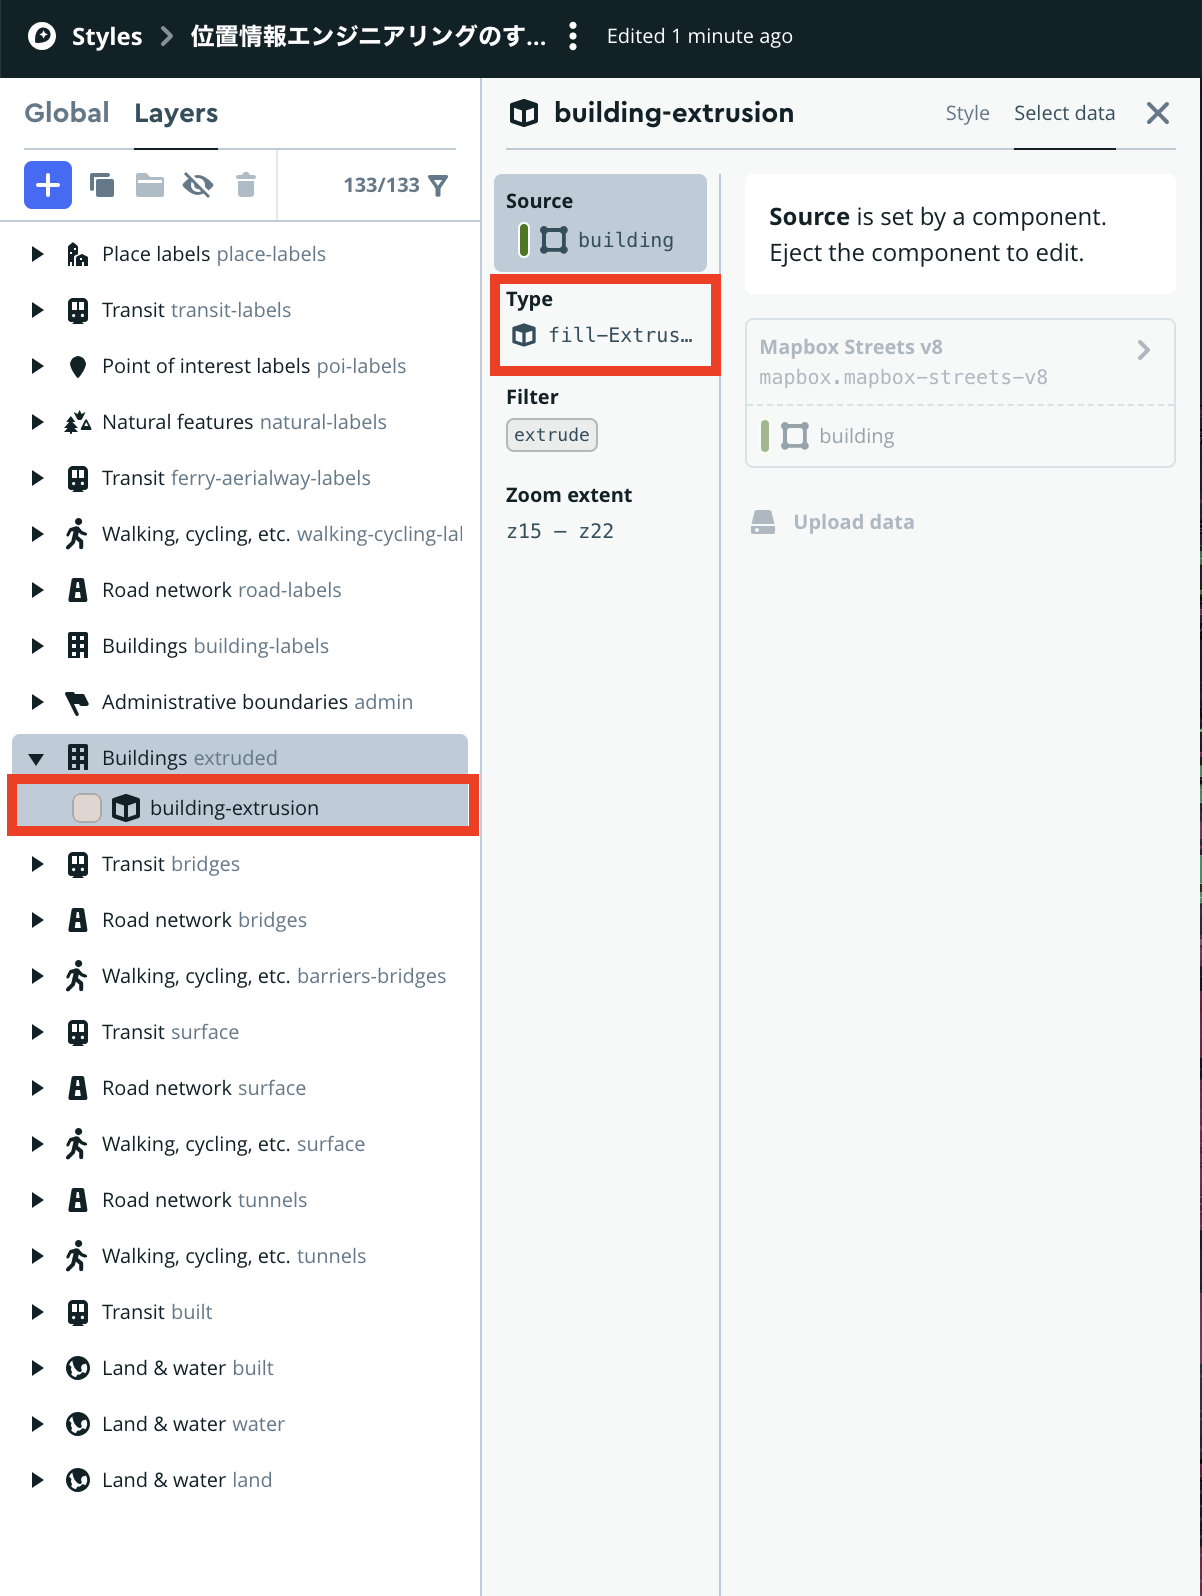 Styles 位置情報エンジニアリングのす... Edited 1 minute ago
Global Layers
133/133
Place labels place-labels
Transit transit-labels
Point of interest labels poi-labels
Natural features natural-labels
Transit ferry-aerialway-labels
Walking, cycling, etc. walking-cycling-lal
Road network road-labels
Buildings building-labels
Administrative boundaries admin
Buildings extruded
building-extrusion
Transit bridges
Road network bridges
Walking, cycling, etc. barriers-bridges
Transit surface
Road network surface
Walking, cycling, etc. surface
Road network tunnels
Walking, cycling, etc. tunnels
Transit built
Land & water built
Land & water water
Land & water land
building-extrusion Style Select data
Source
building
Type
fill-Extrus…
Filter
extrude
Zoom extent
z15 — z22
Source is set by a component.
Eject the component to edit.
Mapbox Streets v8
mapbox.mapbox-streets-v8
building
Upload data